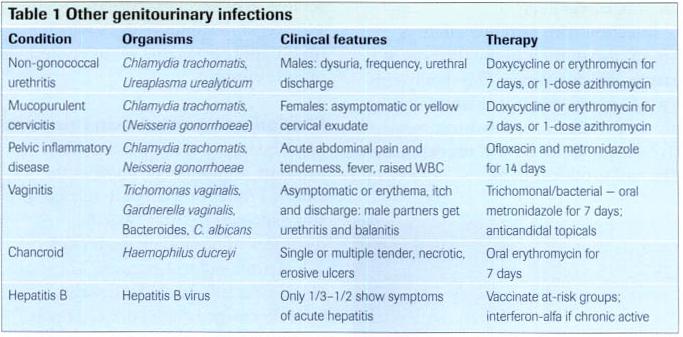 Table 1 Other genitourinary infections
Condition Organisms Clinical features Therapy
Non-gonococcal Chlamydia trachomatis, Males: dysuria, frequency, urethral Doxycycline or erythromycin for
urethritis Ureaplasma urealyticum discharge 7 days, or 1-dose azithromycin
Mucopurulent Chlamydia trachomatis, Females: asymptomatic or yellow Doxycycline or erythromycin for
cervicitis (Neisseria gonorrhoeae) cervical exudate 7 days, or 1-dose azithromycin
Pelvic inflammatory Chlamydia trachomatis, Acute abdominal pain and Ofloxacin and metronidazole
disease Neisseria gonorrhoeae tenderness, fever, raised WBC for 14 days
Vaginitis Trichomonas vaginalis, Asymptomatic or erythema, itch Trichomonal/bacterial – oral
Gardnerella vaginalis, and discharge: male partners get metronidazole for 7 days;
Bacteroides, C. albicans urethritis and balanitis anticandidal topicals
Chancroid Haemophilus ducreyi Single or multiple tender, necrotic, Oral erythromycin for
erosive ulcers 7 days
Hepatitis B Hepatitis B virus Only 1/3–1/2 show symptoms Vaccinate at-risk groups;
of acute hepatitis interferon-alfa if chronic active